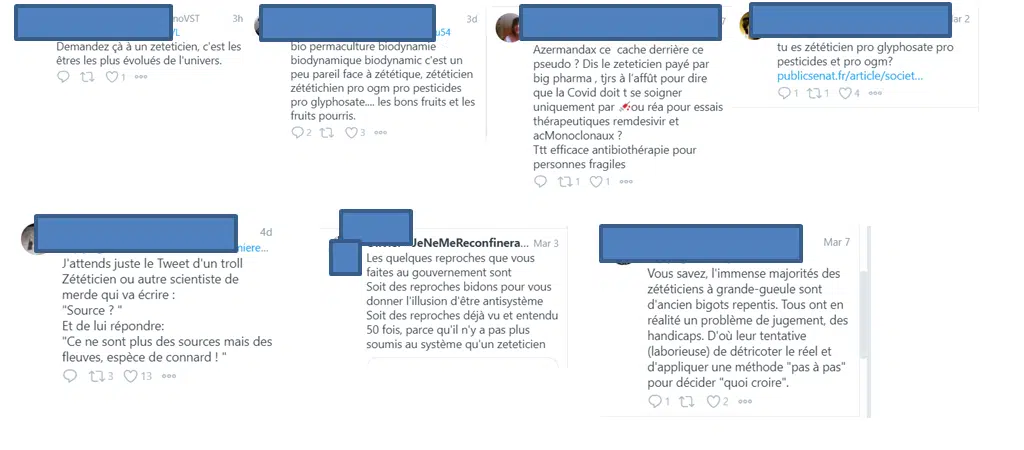 noVST 3h
Demandez çà à un zeteticien, c'est les
êtres les plus évolués de l'univers.
1
3d
u54
bio permaculture biodynamie
biodynamique biodynamic c'est un
peu pareil face à zététique, zététicien
zététichien pro ogm pro pesticides
pro glyphosate.... les bons fruits et les
fruits pourris.
2 3
7
Azermandax ce cache derrière ce
pseudo ? Dis le zeteticien payé par
big pharma , tjrs à l'affût pour dire
que la Covid doit t se soigner
uniquement par 💉ou réa pour essais
thérapeutiques remdesivir et
acMonoclonaux ?
Ttt efficace antibiothérapie pour
personnes fragiles
1 1
Mar 2
tu es zététicien pro glyphosate pro
pesticides et pro ogm?
publicsenat.fr/article/societ...
1 1 4
4d
niere...
J'attends juste le Tweet d'un troll
Zététicien ou autre scientiste de
merde qui va écrire :
"Source ? "
Et de lui répondre:
"Ce ne sont plus des sources mais des
fleuves, espèce de connard ! "
3 13
JeNeMeReconfinera... Mar 3
Les quelques reproches que vous
faites au gouvernement sont
Soit des reproches bidons pour vous
donner l'illusion d'être antisystème
Soit des reproches déjà vu et entendu
50 fois, parce qu'il n'y a pas plus
soumis au système qu'un zeteticien
Mar 7
Vous savez, l'immense majorités des
zététiciens à grande-gueule sont
d'ancien bigots repentis. Tous ont en
réalité un problème de jugement, des
handicaps. D'où leur tentative
(laborieuse) de détricoter le réel et
d'appliquer une méthode "pas à pas"
pour décider "quoi croire".
1 2